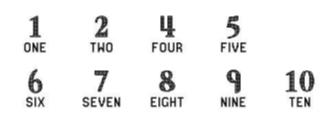 1 2 4 5
ONE TWO FOUR FIVE
6 7 8 9 10
SIX SEVEN EIGHT NINE TEN